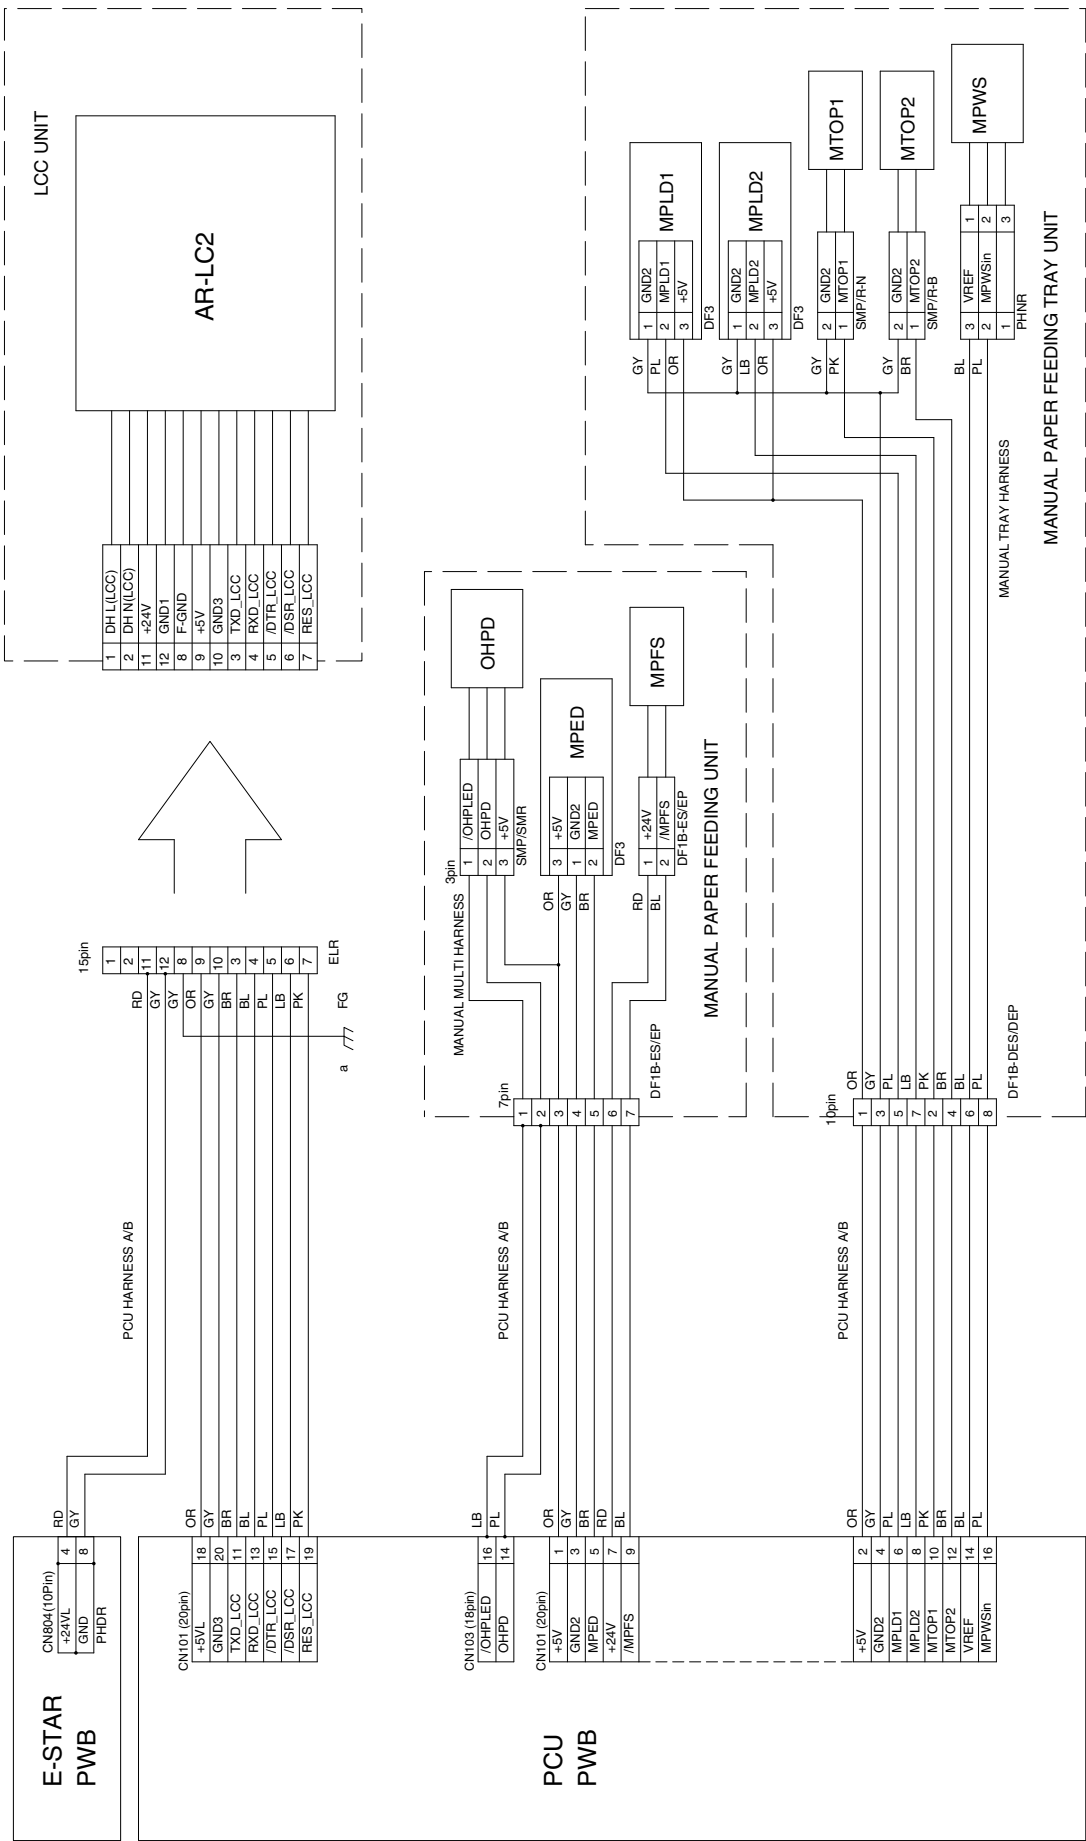 E-STAR
PWB
CN804(10Pin)
+24VL 4 RD
GND 8 GY
PHDR
PCU
PWB
CN101 (20pin)
+5VL 18 OR
GND3 20 GY
TXD_LCC 11 BR
RXD_LCC 13 BL
/DTR_LCC 15 PL
/DSR_LCC 17 LB
RES_LCC 19 PK
CN103 (18pin)
/OHPLED 16 LB
OHPD 14 PL
CN101 (20pin)
+5V 1 OR
GND2 3 GY
MPED 5 BR
+24V 7 RD
/MPFS 9 BL
+5V 2 OR
GND2 4 GY
MPLD1 6 PL
MPLD2 8 LB
MTOP1 10 PK
MTOP2 12 BR
VREF 14 BL
MPWSin 16 PL
PCU HARNESS A/B
PCU HARNESS A/B
PCU HARNESS A/B
15pin
1
2
RD 11
GY 12
GY 8
OR 9
GY 10
BR 3
BL 4
PL 5
LB 6
PK 7
ELR
a FG
LCC UNIT
1 DH L(LCC)
2 DH N(LCC)
11 +24V
12 GND1
8 F-GND
9 +5V
10 GND3
3 TXD_LCC
4 RXD_LCC
5 /DTR_LCC
6 /DSR_LCC
7 RES_LCC
AR-LC2
7pin
1
2
3
4
5
6
7
DF1B-ES/EP
MANUAL MULTI HARNESS
3pin
1 /OHPLED
2 OHPD
3 +5V
SMP/SMR
OHPD
OR 3 +5V
GY 1 GND2
BR 2 MPED
DF3
MPED
RD 1 +24V
BL 2 /MPFS
DF1B-ES/EP
MPFS
MANUAL PAPER FEEDING UNIT
10pin
1 OR
3 GY
5 PL
7 LB
2 PK
4 BR
6 BL
8 PL
DF1B-DES/DEP
MANUAL TRAY HARNESS
GY 1 GND2
PL 2 MPLD1
OR 3 +5V
DF3
MPLD1
GY 1 GND2
LB 2 MPLD2
OR 3 +5V
DF3
MPLD2
GY 2 GND2
PK 1 MTOP1
SMP/R-N
MTOP1
GY 2 GND2
BR 1 MTOP2
SMP/R-B
MTOP2
BL 3 VREF 1
PL 2 MPWSin 2
1 3
PHNR
MPWS
MANUAL PAPER FEEDING TRAY UNIT